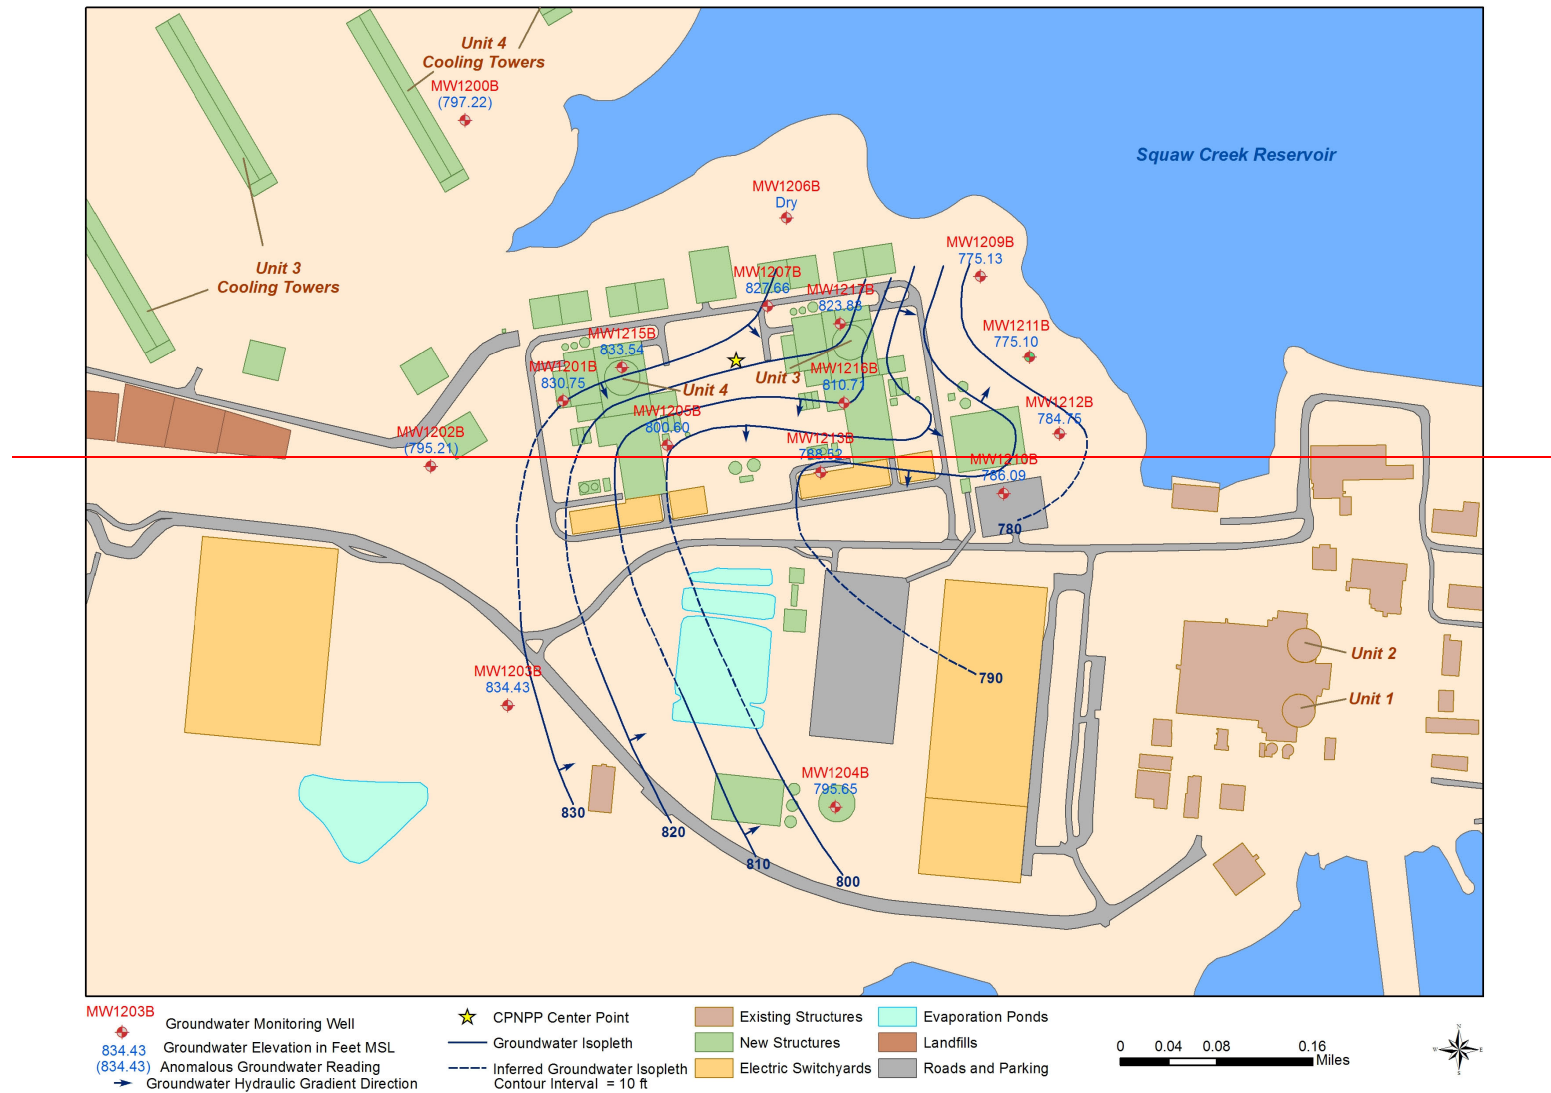 Unit 4
Cooling Towers
MW1200B
(797.22)
Squaw Creek Reservoir
MW1206B
Dry
MW1209B
775.13
Unit 3
Cooling Towers
MW1207B
827.66
MW1217B
823.83
MW1211B
775.10
MW1215B
833.54
MW1201B
830.75
Unit 3
MW1216B
810.71
Unit 4
MW1205B
800.60
MW1212B
784.75
MW1202B
(795.21)
MW1213B
788.52
MW1210B
786.09
780
Unit 2
MW1203B
834.43
790
Unit 1
MW1204B
795.65
830
820
810
800
MW1203B
Groundwater Monitoring Well
834.43
Groundwater Elevation in Feet MSL
(834.43)
Anomalous Groundwater Reading
Groundwater Hydraulic Gradient Direction
CPNPP Center Point
Groundwater Isopleth
Inferred Groundwater Isopleth
Contour Interval = 10 ft
Existing Structures
New Structures
Electric Switchyards
Evaporation Ponds
Landfills
Roads and Parking
0 0.04 0.08 0.16
Miles
N
W E
S